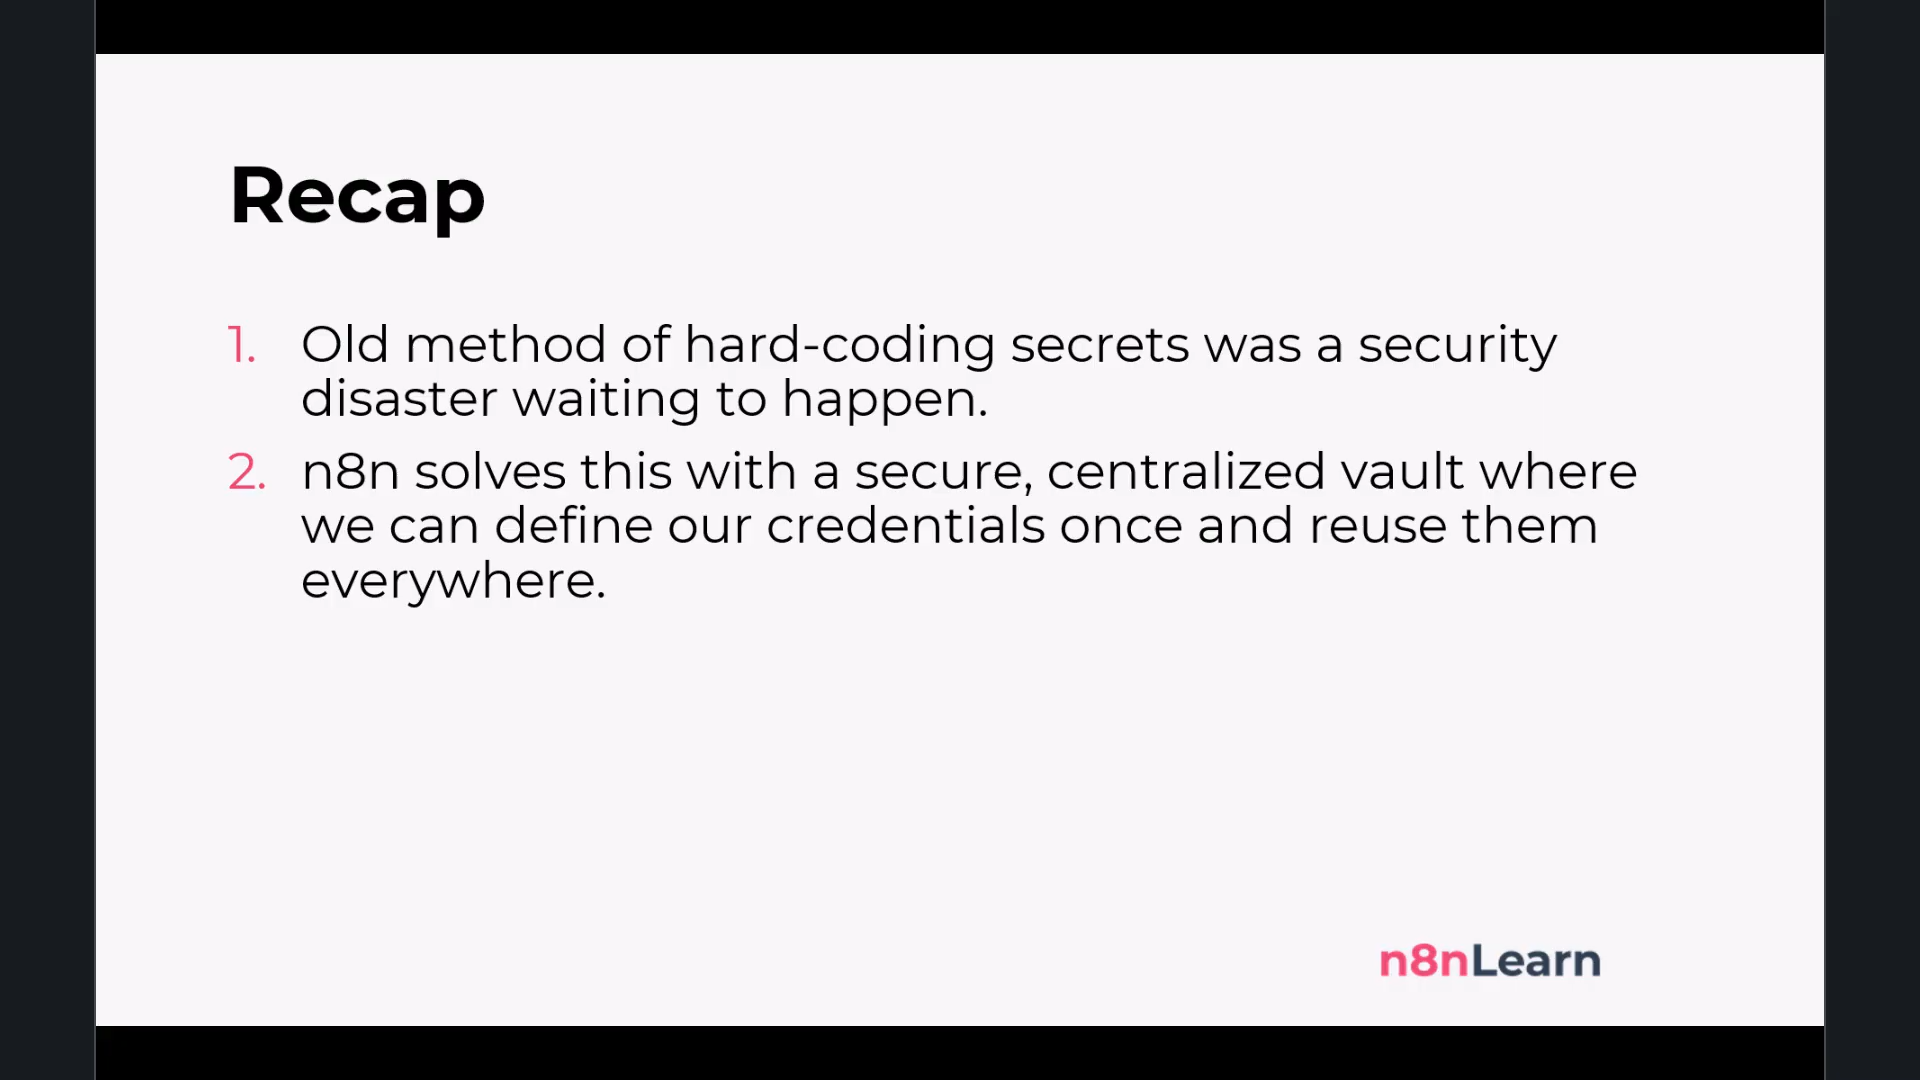 Recap
1. Old method of hard-coding secrets was a security
disaster waiting to happen.
2. n8n solves this with a secure, centralized vault where
we can define our credentials once and reuse them
everywhere.
n8nLearn